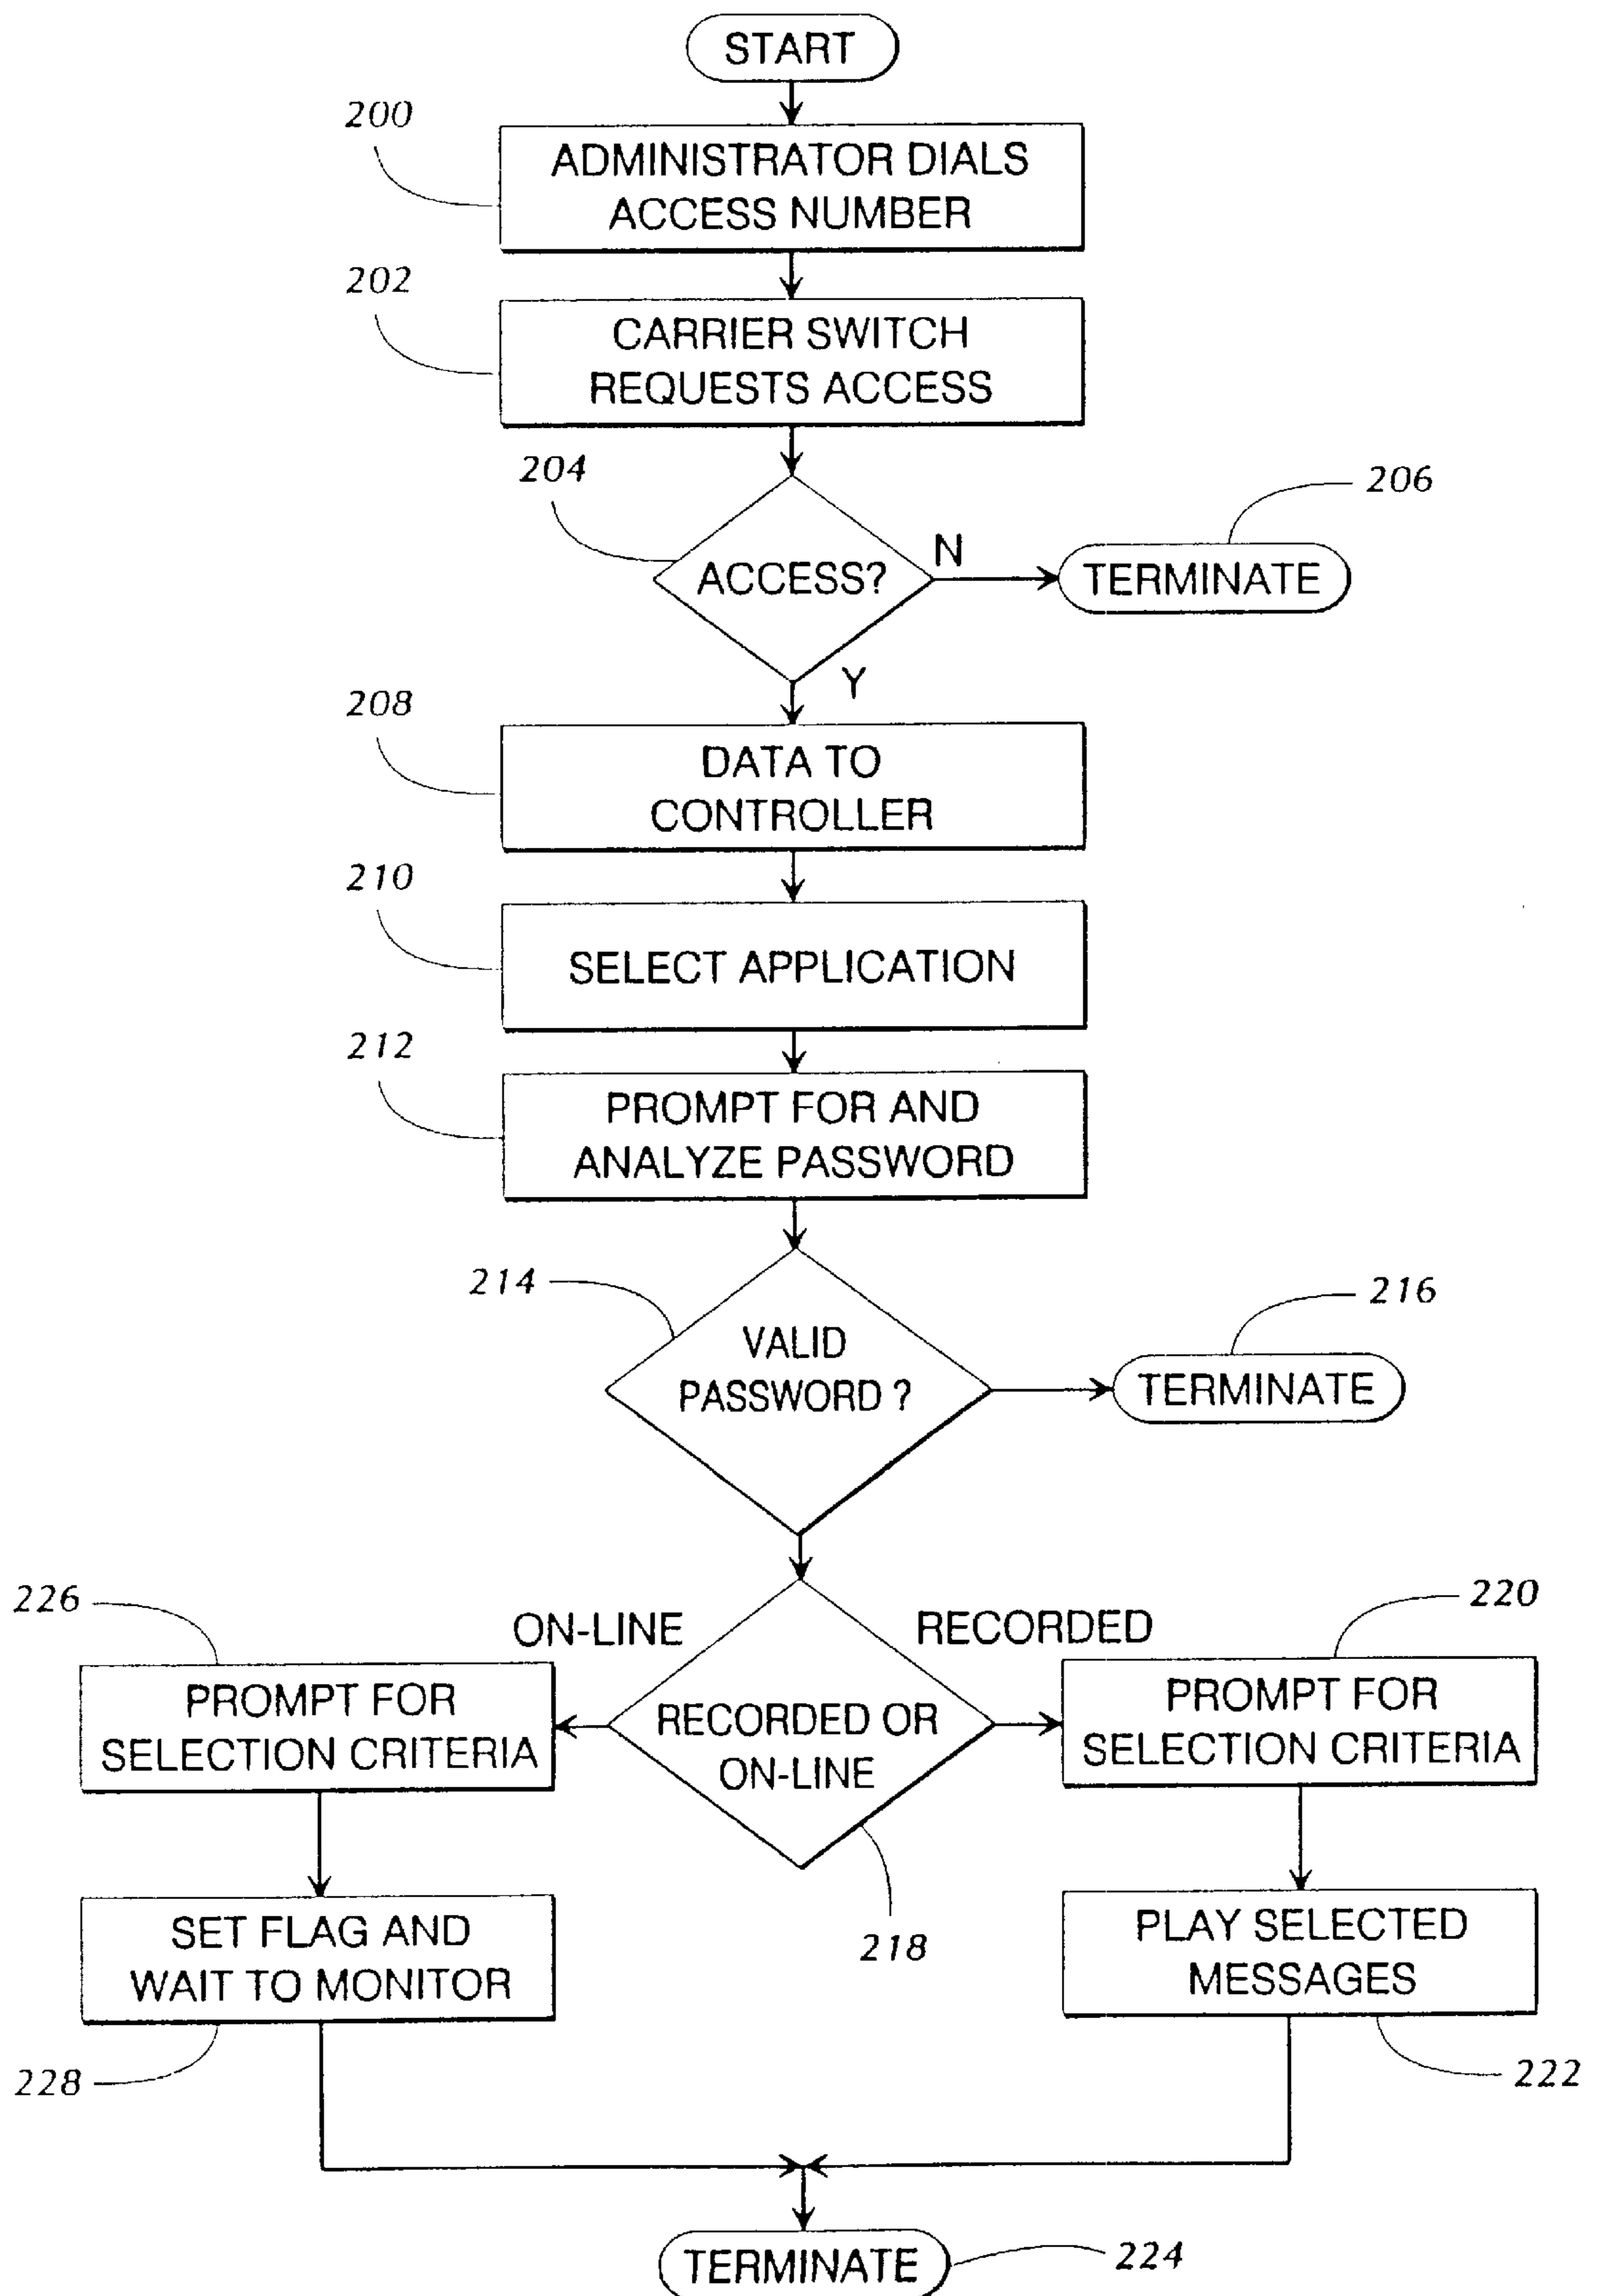 START
200
ADMINISTRATOR DIALS
ACCESS NUMBER
202
CARRIER SWITCH
REQUESTS ACCESS
204
206
ACCESS?
N
TERMINATE
Y
208
DATA TO
CONTROLLER
210
SELECT APPLICATION
212
PROMPT FOR AND
ANALYZE PASSWORD
214
216
VALID
PASSWORD ?
TERMINATE
226
220
ON-LINE
RECORDED
PROMPT FOR
SELECTION CRITERIA
RECORDED OR
ON-LINE
PROMPT FOR
SELECTION CRITERIA
218
SET FLAG AND
WAIT TO MONITOR
PLAY SELECTED
MESSAGES
228
222
TERMINATE
224